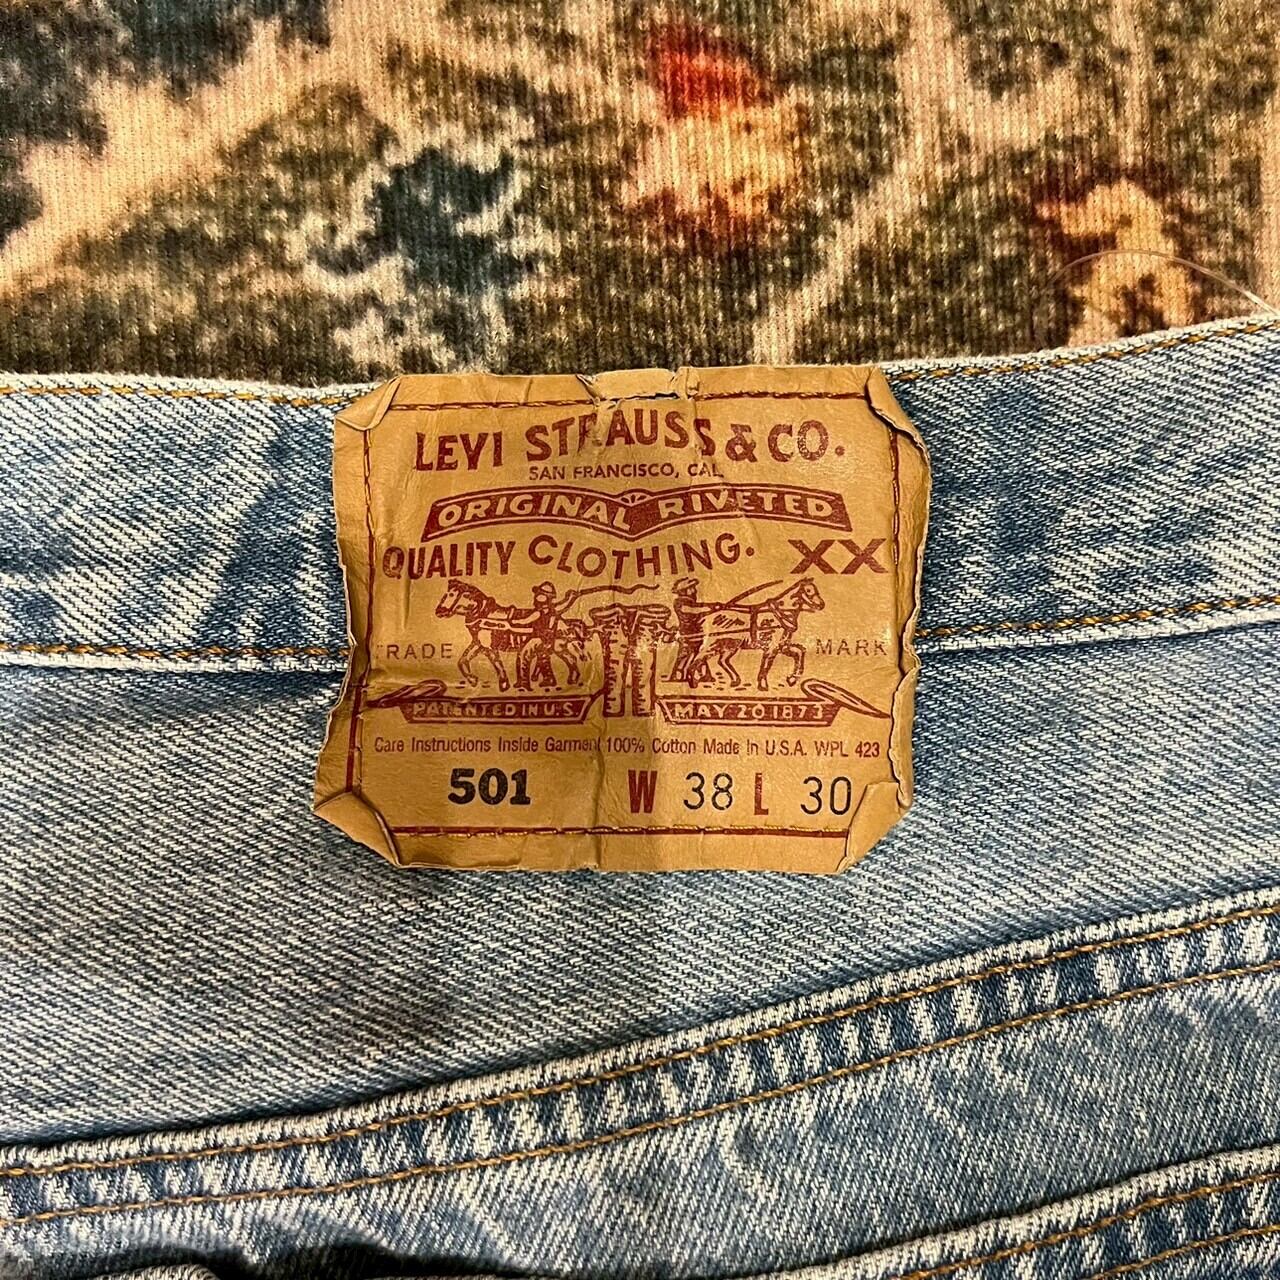 LEVI STRAUSS & CO.
SAN FRANCISCO, CAL.
ORIGINAL RIVETED
QUALITY CLOTHING. XX
TRADE MARK
PATENTED IN U.S. MAY 20 1873
Care Instructions Inside Garment 100% Cotton Made in U.S.A. WPL 423
501 W 38 L 30